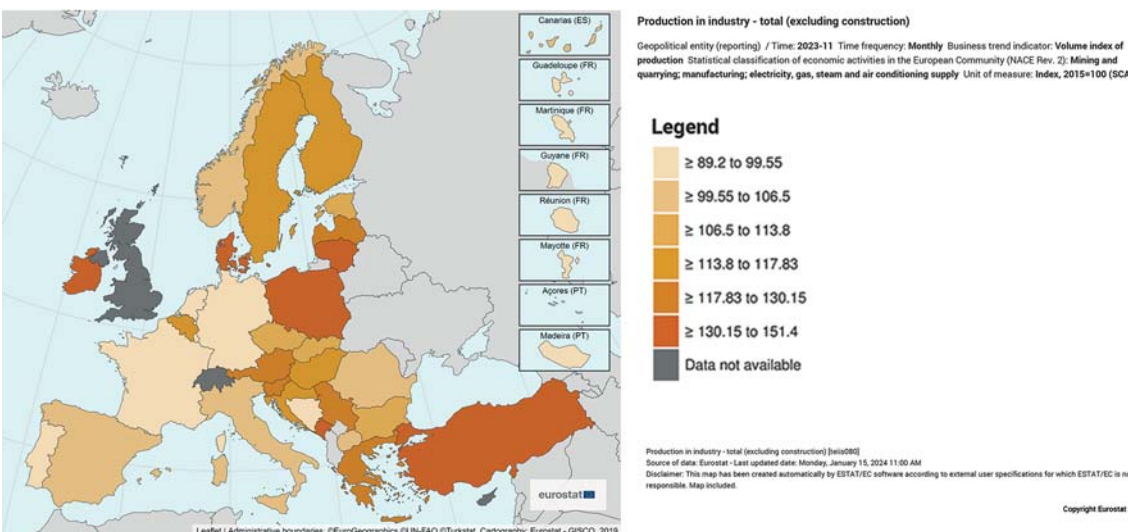 Canarias (ES)
Guadeloupe (FR)
Martinique (FR)
Guyane (FR)
Réunion (FR)
Mayotte (FR)
Açores (PT)
Madeira (PT)
eurostat
Leaflet | Administrative boundaries: ©EuroGeographics ©UN-FAO ©Turkstat, Cartography: Eurostat - GISCO, 2019
Production in industry - total (excluding construction)
Geopolitical entity (reporting) / Time: 2023-11 Time frequency: Monthly Business trend indicator: Volume index of
production Statistical classification of economic activities in the European Community (NACE Rev. 2): Mining and
quarrying; manufacturing; electricity, gas, steam and air conditioning supply Unit of measure: Index, 2015=100 (SCA
Legend
≥ 89.2 to 99.55
≥ 99.55 to 106.5
≥ 106.5 to 113.8
≥ 113.8 to 117.83
≥ 117.83 to 130.15
≥ 130.15 to 151.4
Data not available
Production in industry - total (excluding construction) [teiis080]
Source of data: Eurostat - Last updated date: Monday, January 15, 2024 11:00 AM
Disclaimer: This map has been created automatically by ESTAT/EC software according to external user specifications for which ESTAT/EC is
responsible. Map included.
Copyright Eurostat